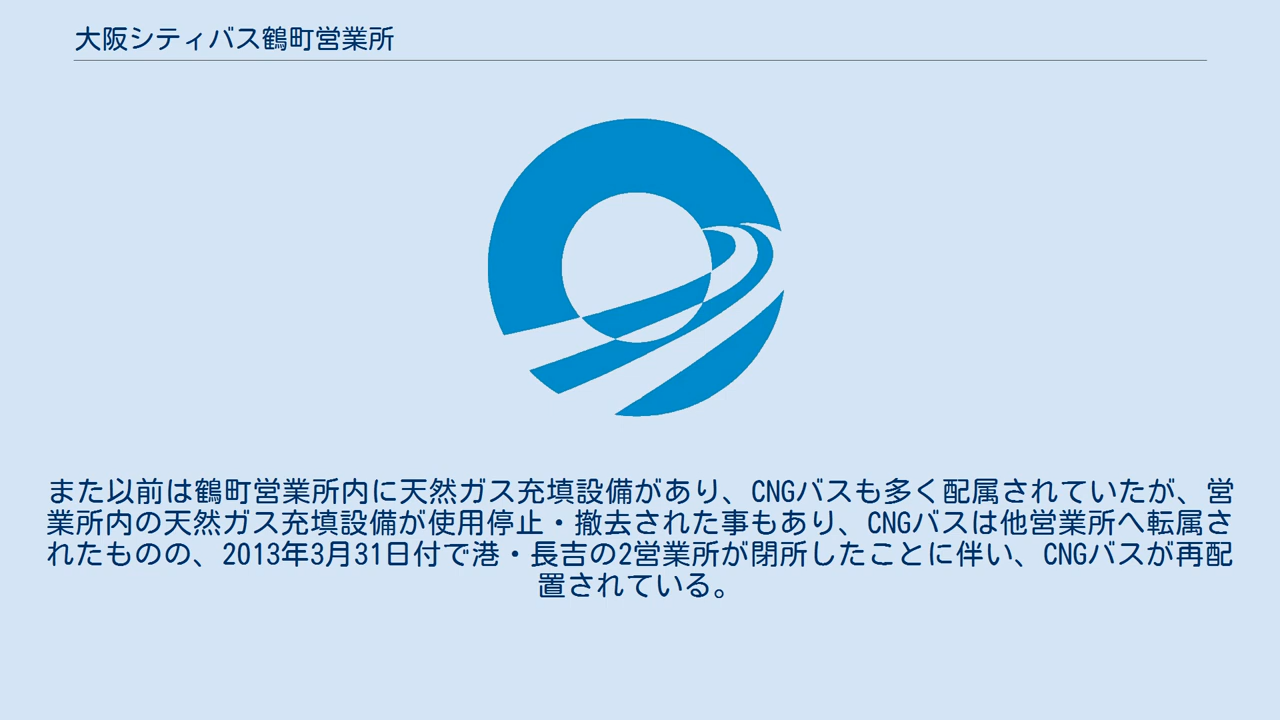 大阪シティバス鶴町営業所
また以前は鶴町営業所内に天然ガス充填設備があり、CNGバスも多く配属されていたが、営
業所内の天然ガス充填設備が使用停止・撤去された事もあり、CNGバスは他営業所へ転属さ
れたものの、2013年3月31日付で港・長吉の2営業所が閉所したことに伴い、CNGバスが再配
置されている。